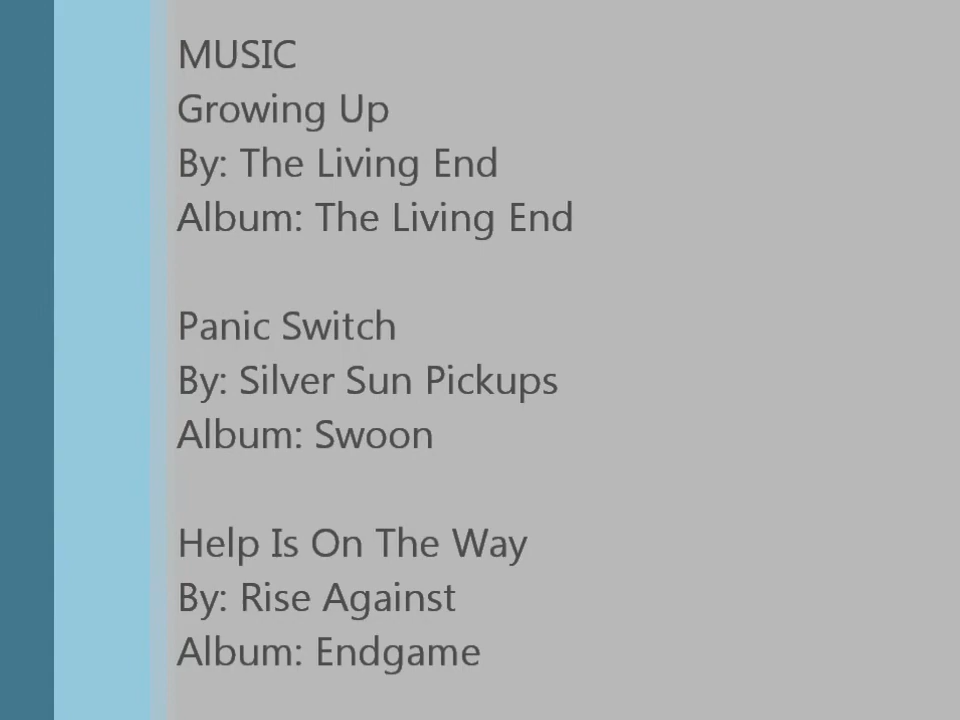 MUSIC
Growing Up
By: The Living End
Album: The Living End
Panic Switch
By: Silver Sun Pickups
Album: Swoon
Help Is On The Way
By: Rise Against
Album: Endgame